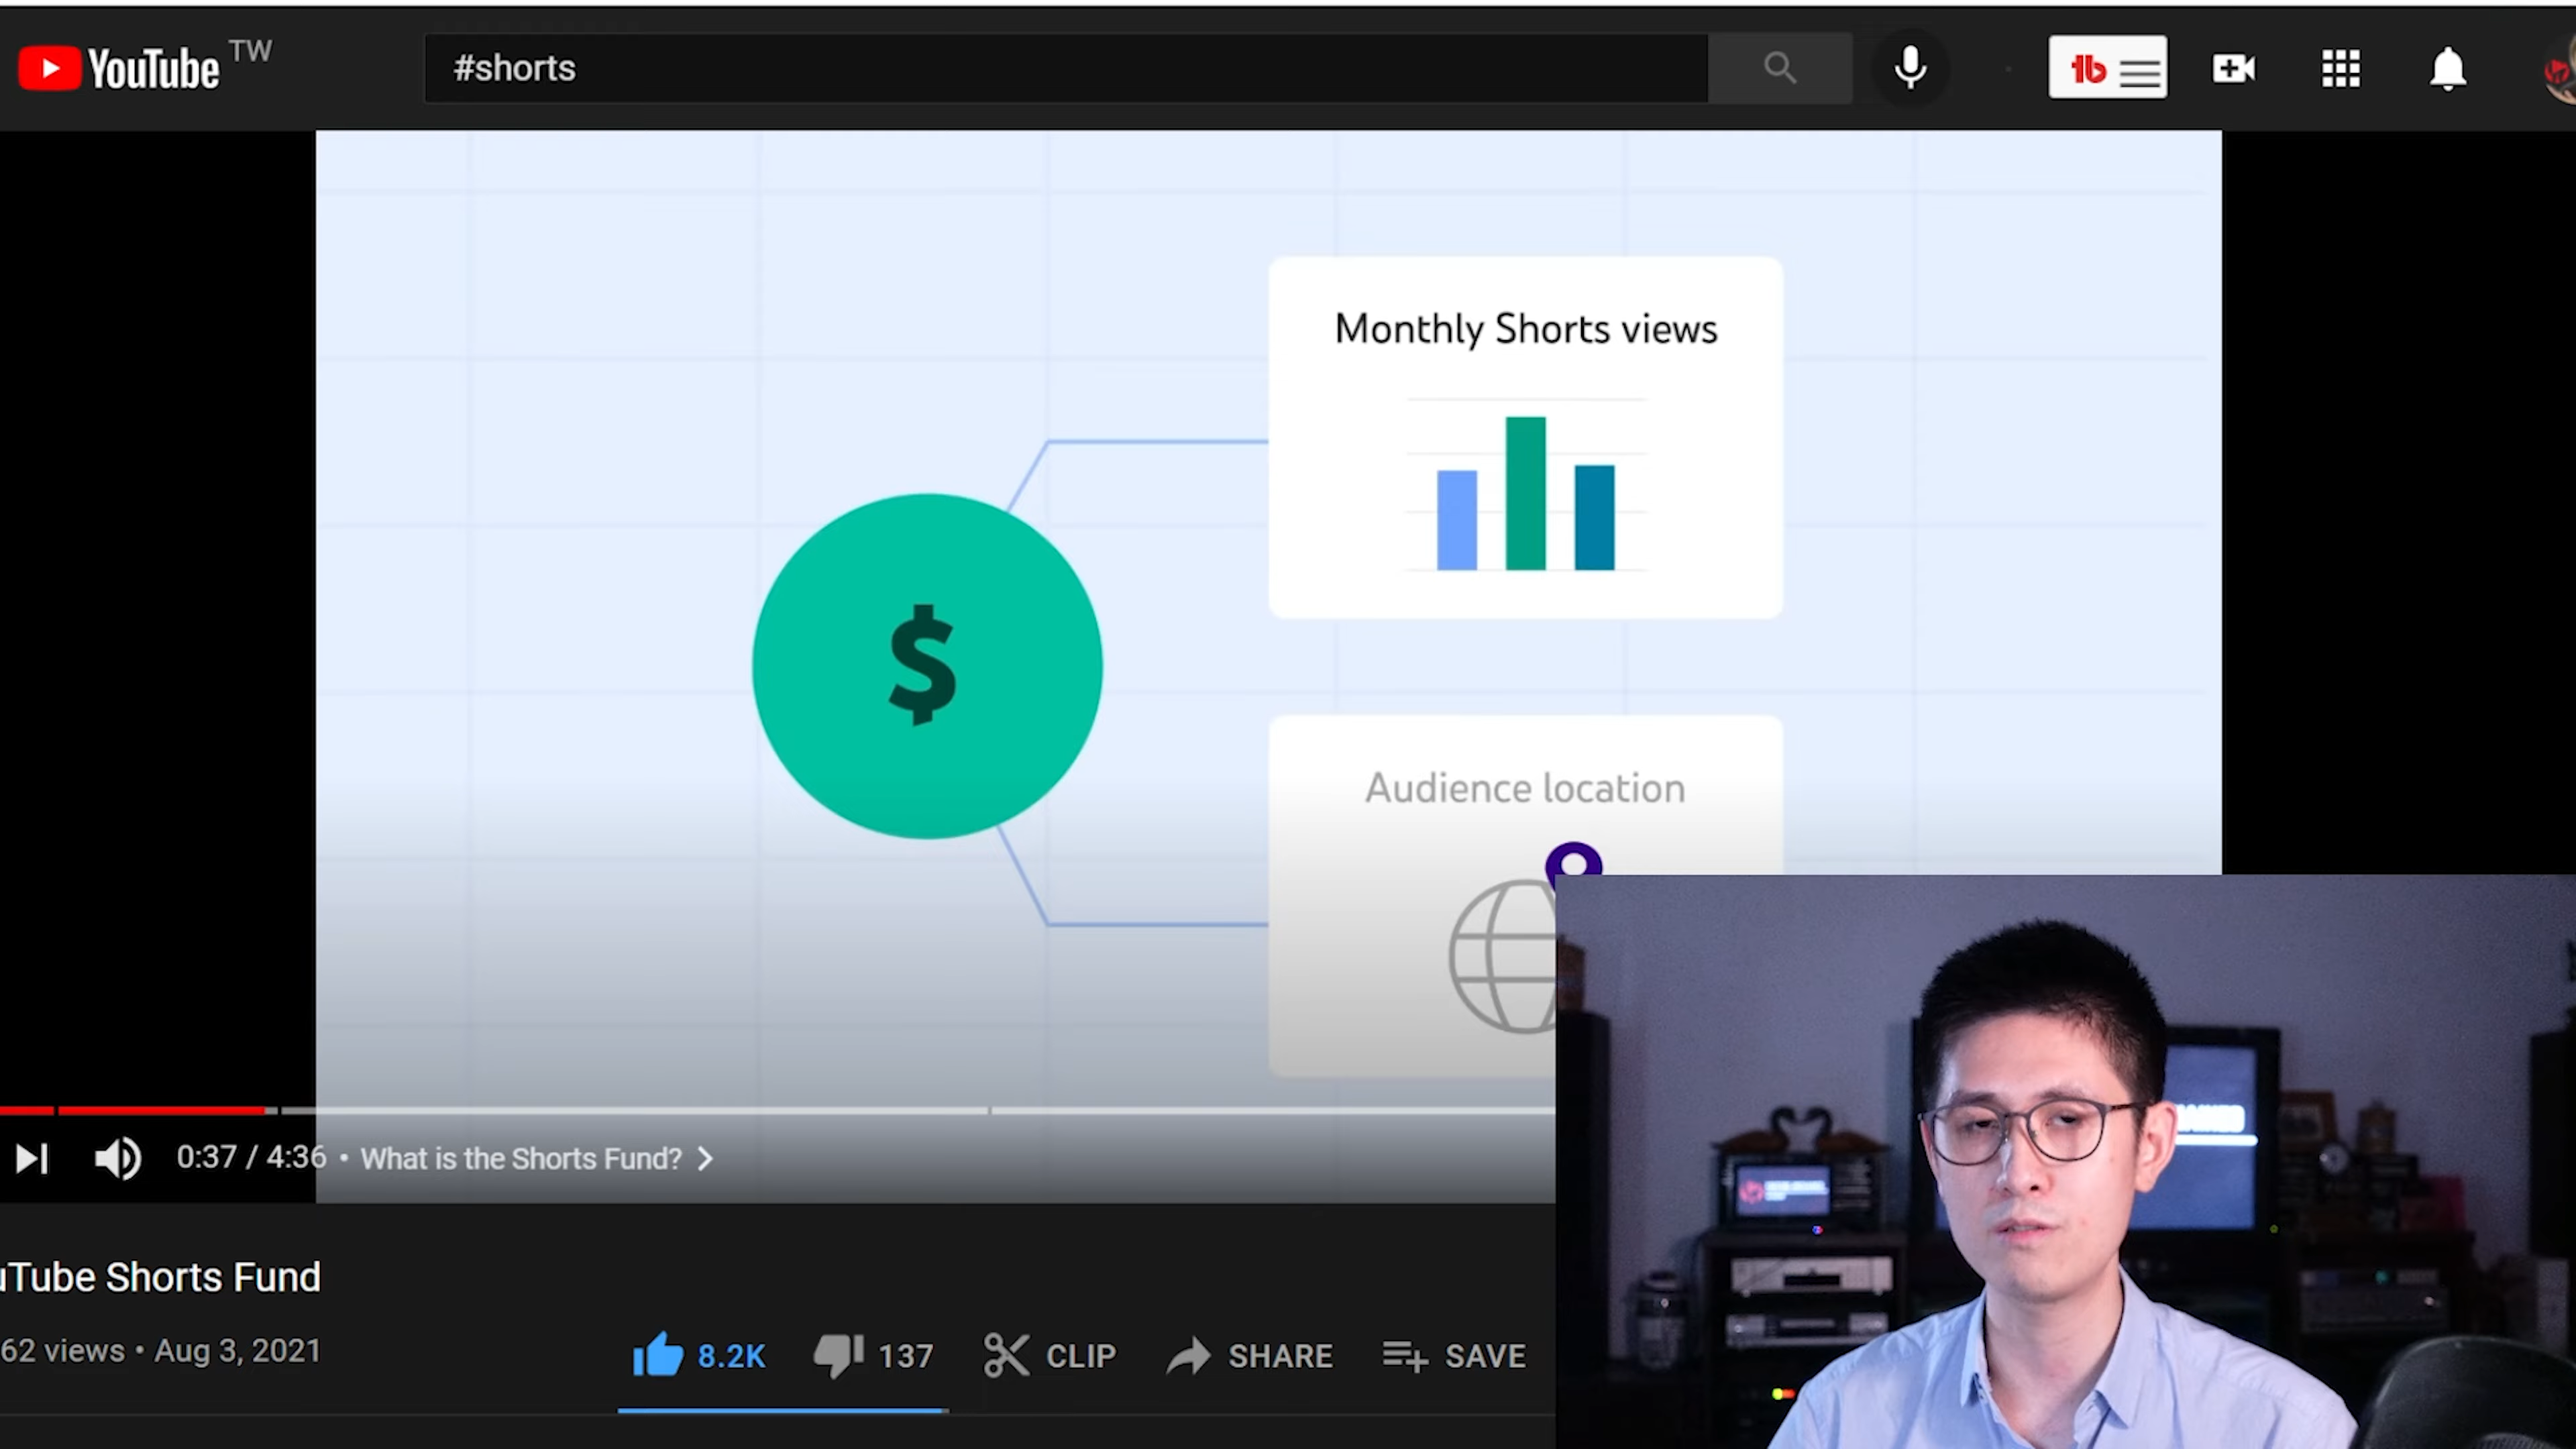 YouTube TW
#shorts
tb
Monthly Shorts views
$
Audience location
0:37 / 4:36 • What is the Shorts Fund? >
uTube Shorts Fund
62 views • Aug 3, 2021
8.2K
137
CLIP
SHARE
SAVE